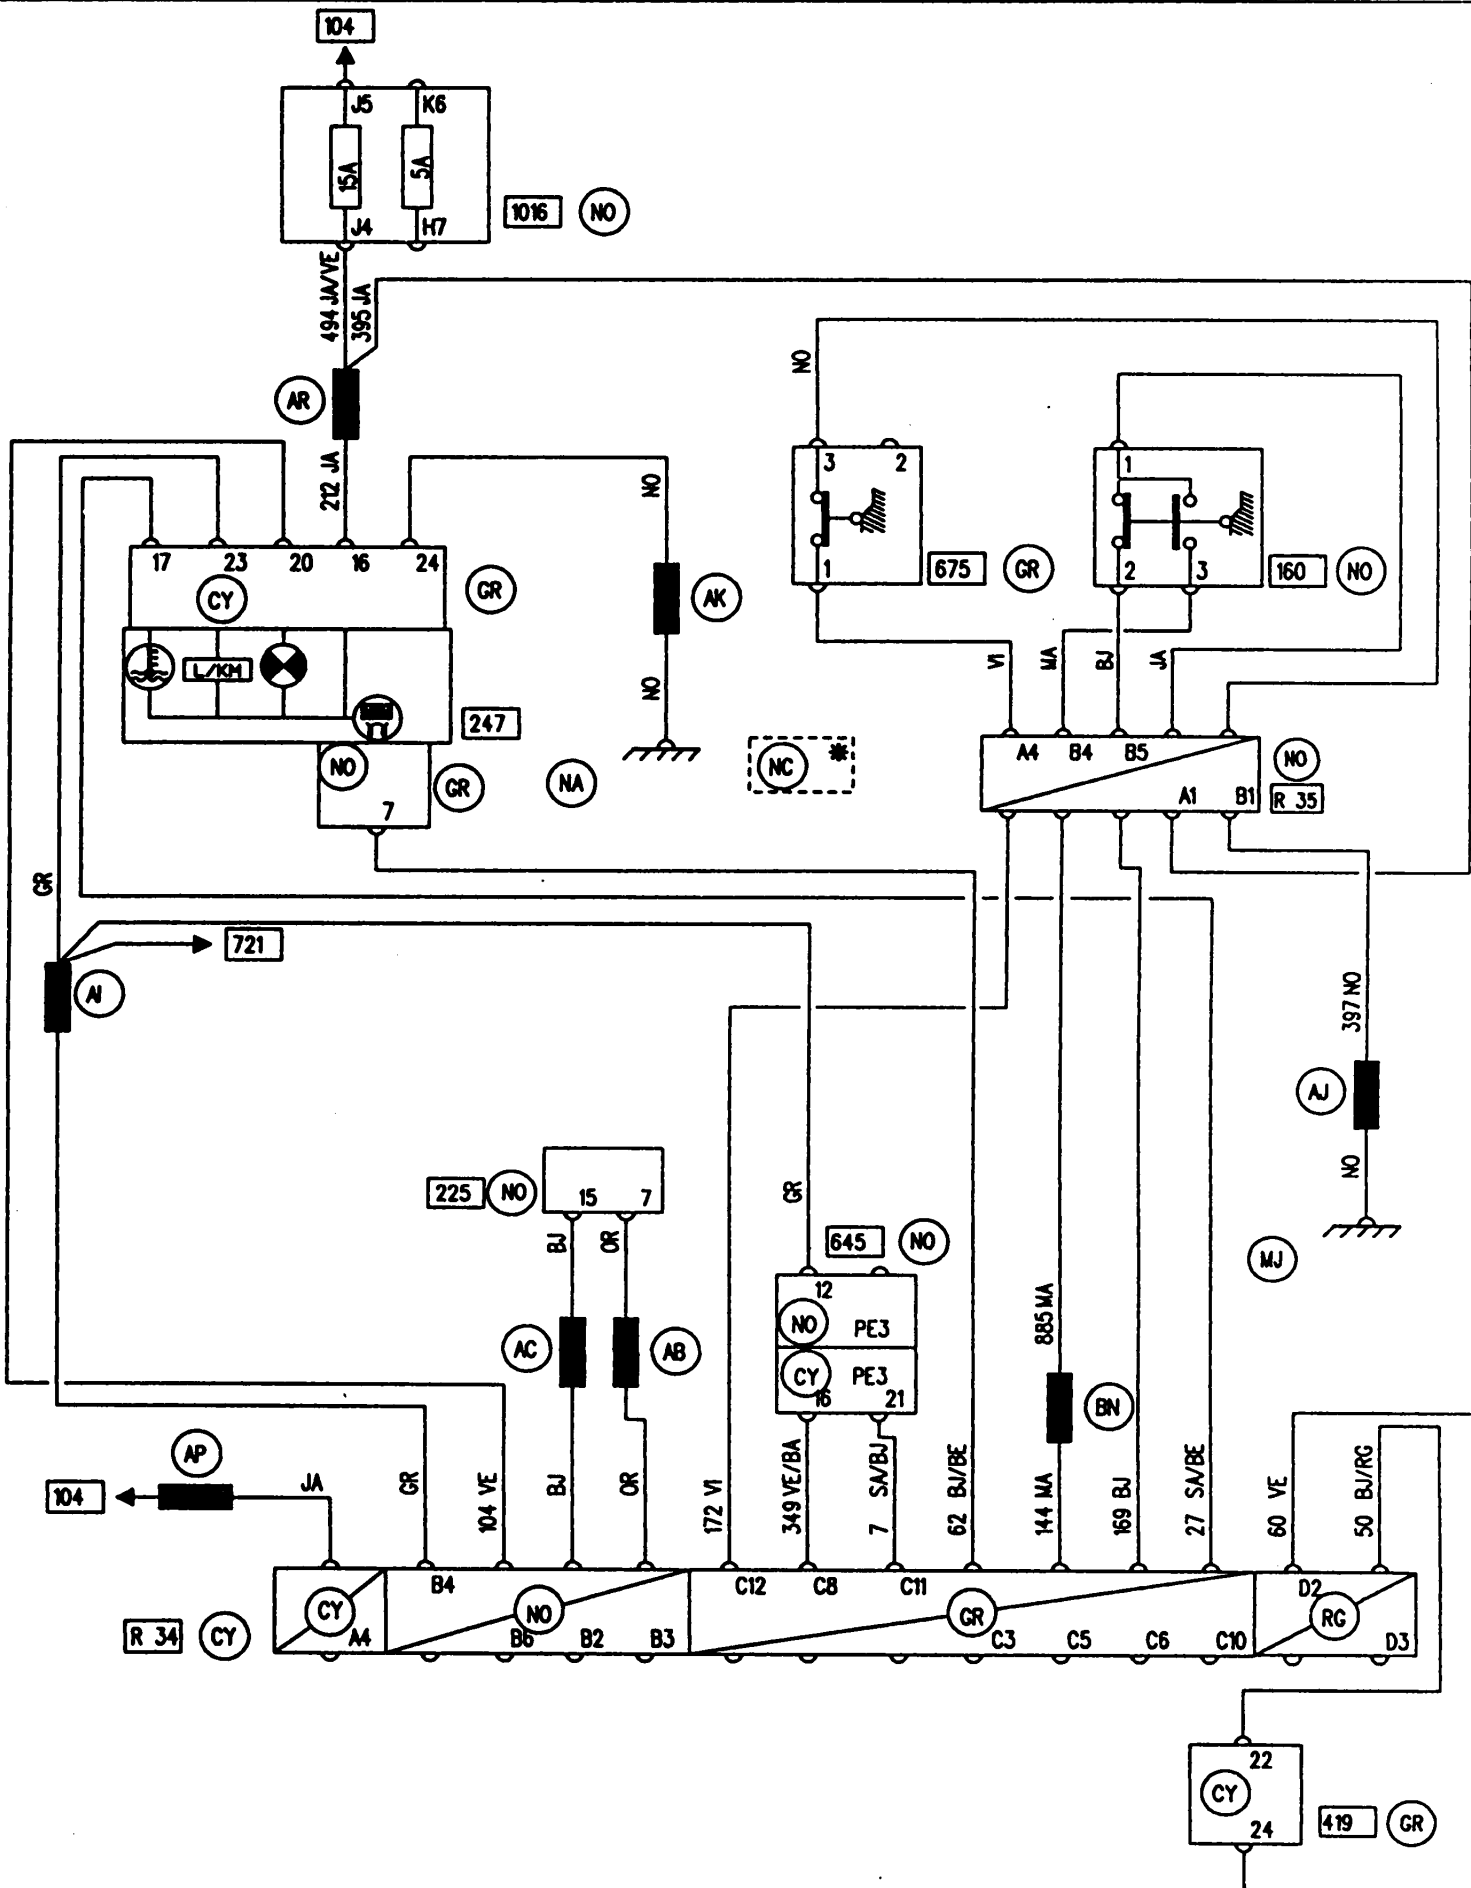 104
J5 K6
15A 5A
J4 H7
1016 NO
494 JA/VE
395 JA
AR
212 JA
NO
AK
NO
17 23 20 16 24
CY
GR
L/KM
247
NO
GR
7
NA
NC *
NO
3 2
1
675 GR
1
2 3
160 NO
VI
MA
BJ
JA
A4 B4 B5
A1 B1
NO
R 35
GR
721
AI
397 NO
AJ
NO
MJ
225 NO
15 7
BJ
OR
AC
AB
GR
645 NO
12
NO PE3
CY PE3
16 21
885 MA
BN
AP
104
JA
GR
104 VE
BJ
OR
172 VI
349 VE/BA
7 SA/BJ
62 BJ/BE
144 MA
169 BJ
27 SA/BE
60 VE
50 BJ/RG
R 34 CY
CY
A4
B4
NO
B6 B2 B3
C12 C8 C11
GR
C3 C5 C6 C10
D2
RG
D3
22
CY
24
419 GR